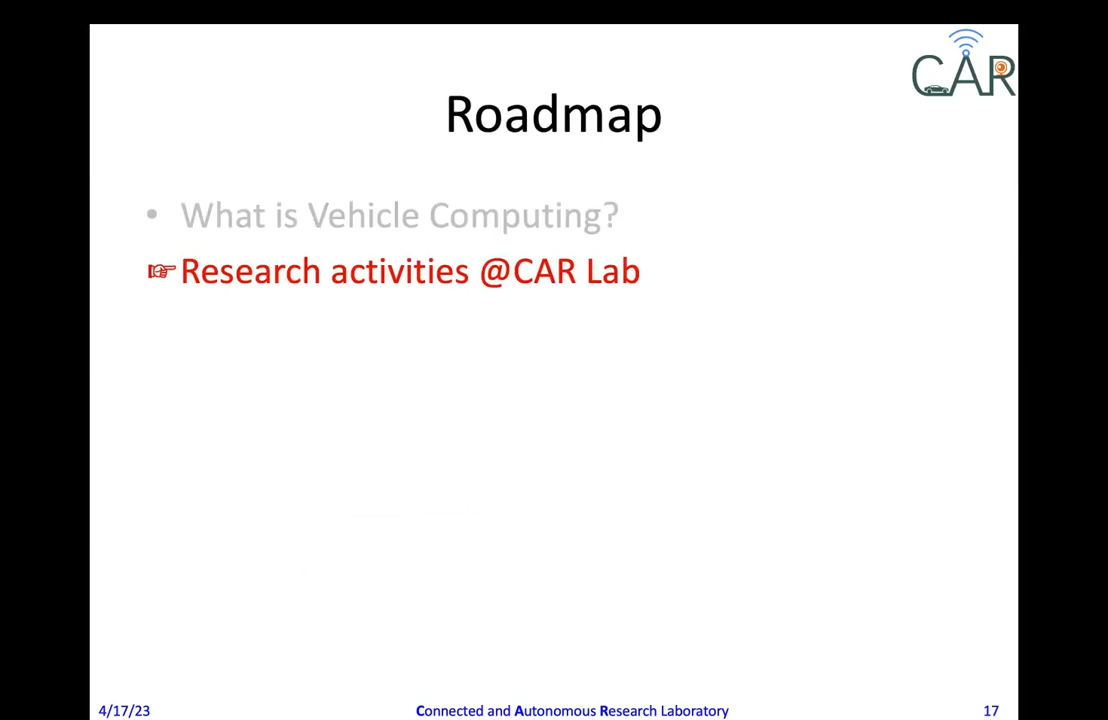 CAR
Roadmap
• What is Vehicle Computing?
☞ Research activities @CAR Lab
4/17/23
Connected and Autonomous Research Laboratory
17